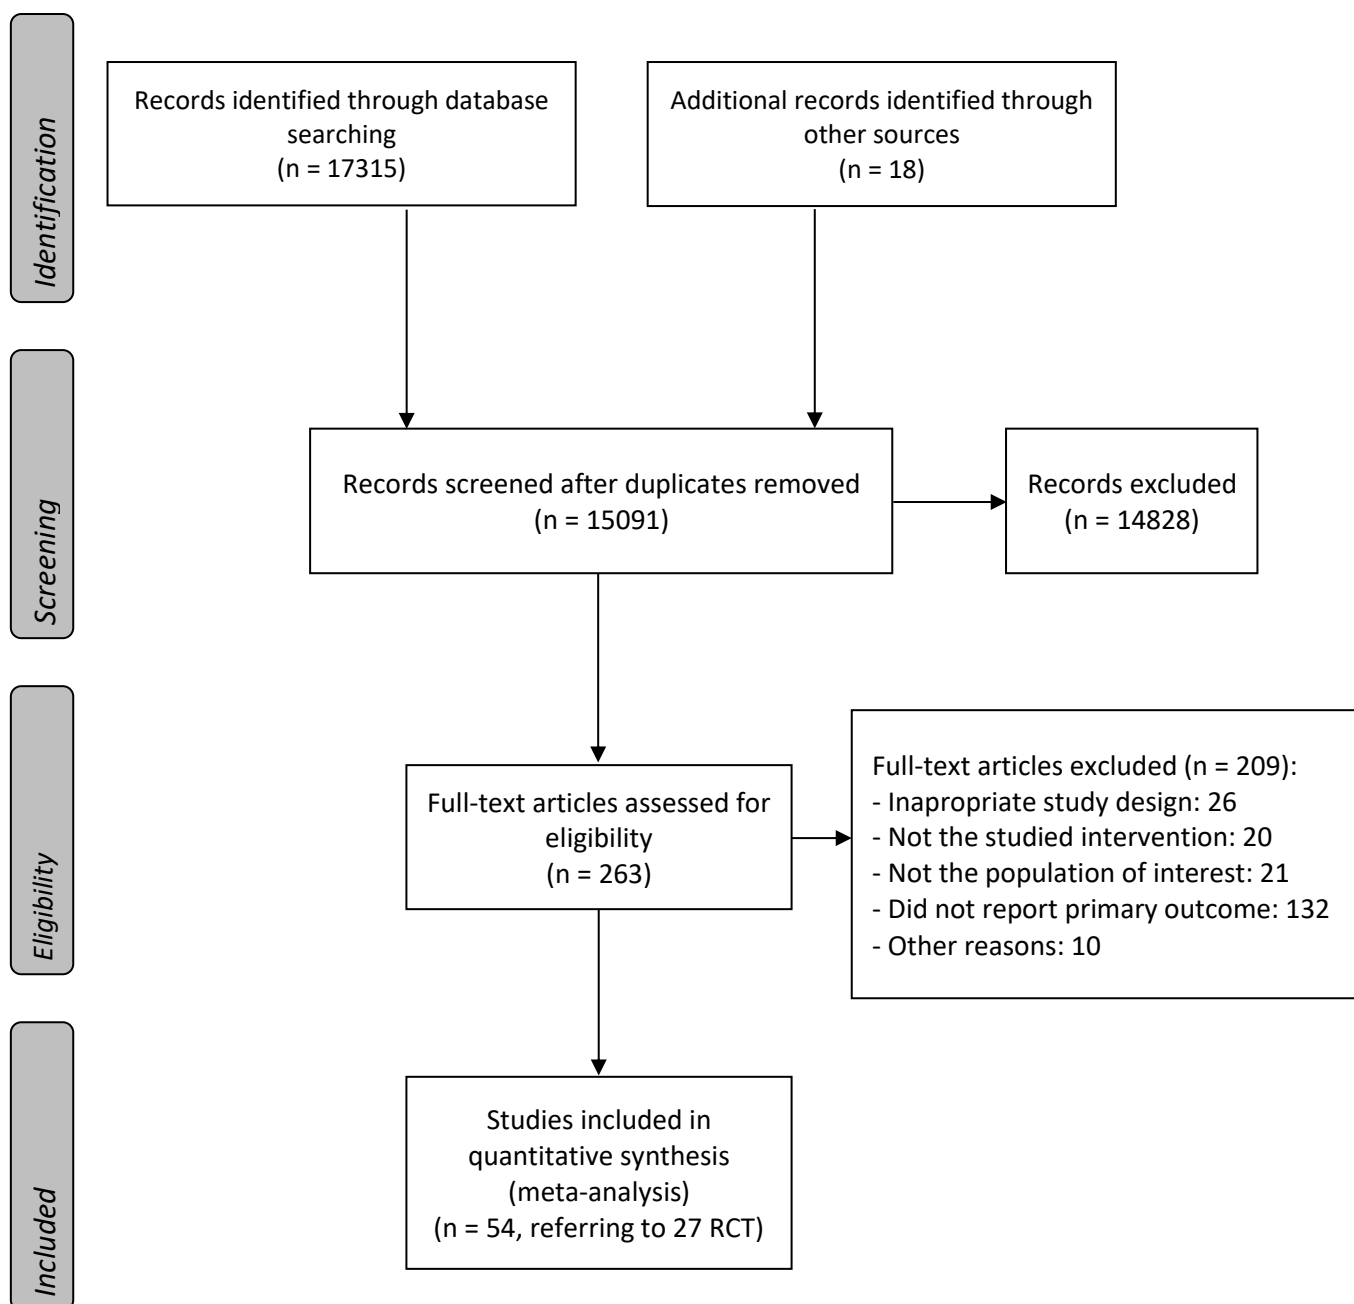 Identification
Records identified through database
searching
(n = 17315)
Additional records identified through
other sources
(n = 18)
Screening
Records screened after duplicates removed
(n = 15091)
Records excluded
(n = 14828)
Eligibility
Full-text articles assessed for
eligibility
(n = 263)
Full-text articles excluded (n = 209):
- Inapropriate study design: 26
- Not the studied intervention: 20
- Not the population of interest: 21
- Did not report primary outcome: 132
- Other reasons: 10
Included
Studies included in
quantitative synthesis
(meta-analysis)
(n = 54, referring to 27 RCT)